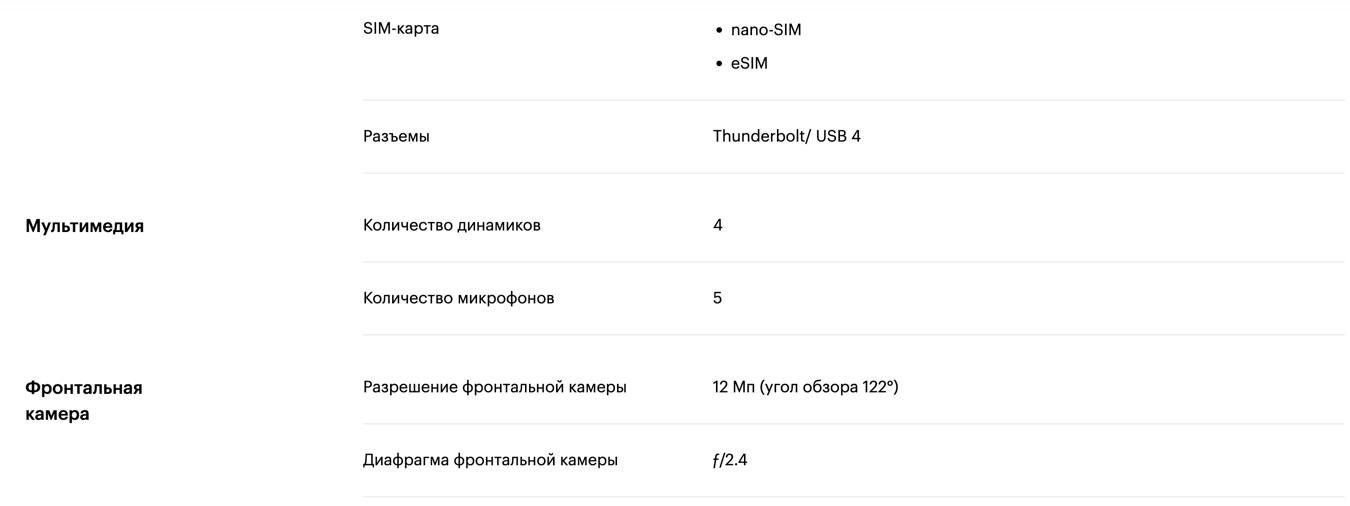 SIM-карта
• nano-SIM
• eSIM
Разъемы
Thunderbolt/ USB 4
Мультимедия
Количество динамиков
4
Количество микрофонов
5
Фронтальная
камера
Разрешение фронтальной камеры
12 Мп (угол обзора 122°)
Диафрагма фронтальной камеры
ƒ/2.4